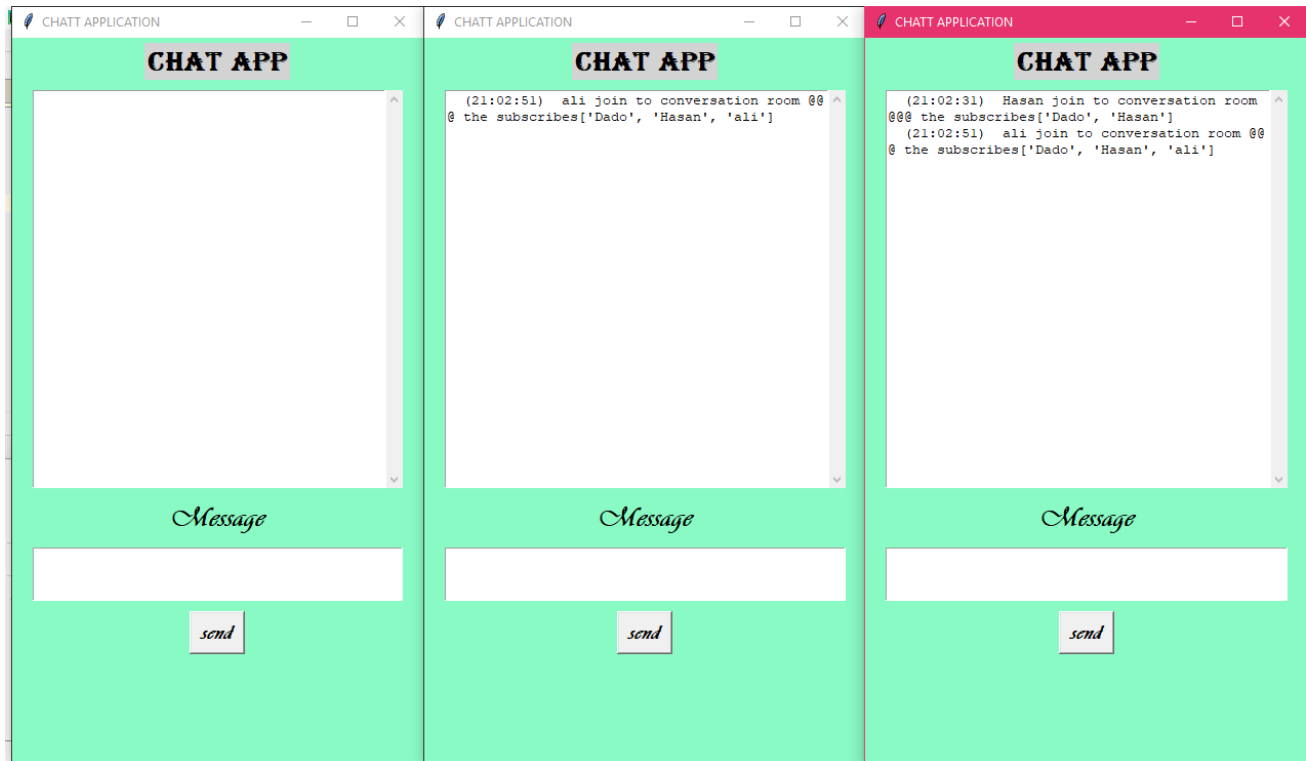 CHATT APPLICATION
CHAT APP
Message
send
CHATT APPLICATION
CHAT APP
(21:02:51)  ali join to conversation room @@
@ the subscribes['Dado', 'Hasan', 'ali']
Message
send
CHATT APPLICATION
CHAT APP
(21:02:31)  Hasan join to conversation room
@@@ the subscribes['Dado', 'Hasan']
(21:02:51)  ali join to conversation room @@
@ the subscribes['Dado', 'Hasan', 'ali']
Message
send